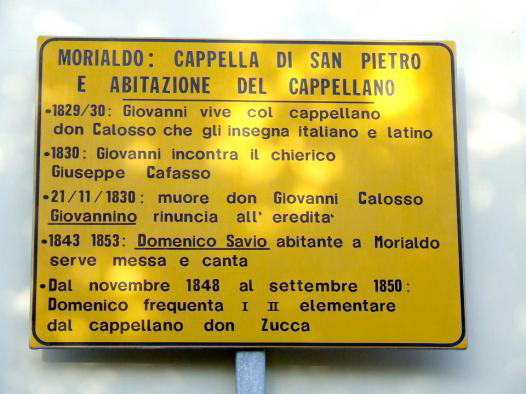 MORIALDO: CAPPELLA DI SAN PIETRO
E ABITAZIONE DEL CAPPELLANO
•1829/30: Giovanni vive col cappellano
don Calosso che gli insegna italiano e latino
•1830: Giovanni incontra il chierico
Giuseppe Cafasso
•21/11/1830: muore don Giovanni Calosso
Giovannino rinuncia all' eredita'
•1843 1853: Domenico Savio abitante a Morialdo
serve messa e canta
•Dal novembre 1848 al settembre 1850:
Domenico frequenta I II elementare
dal cappellano don Zucca